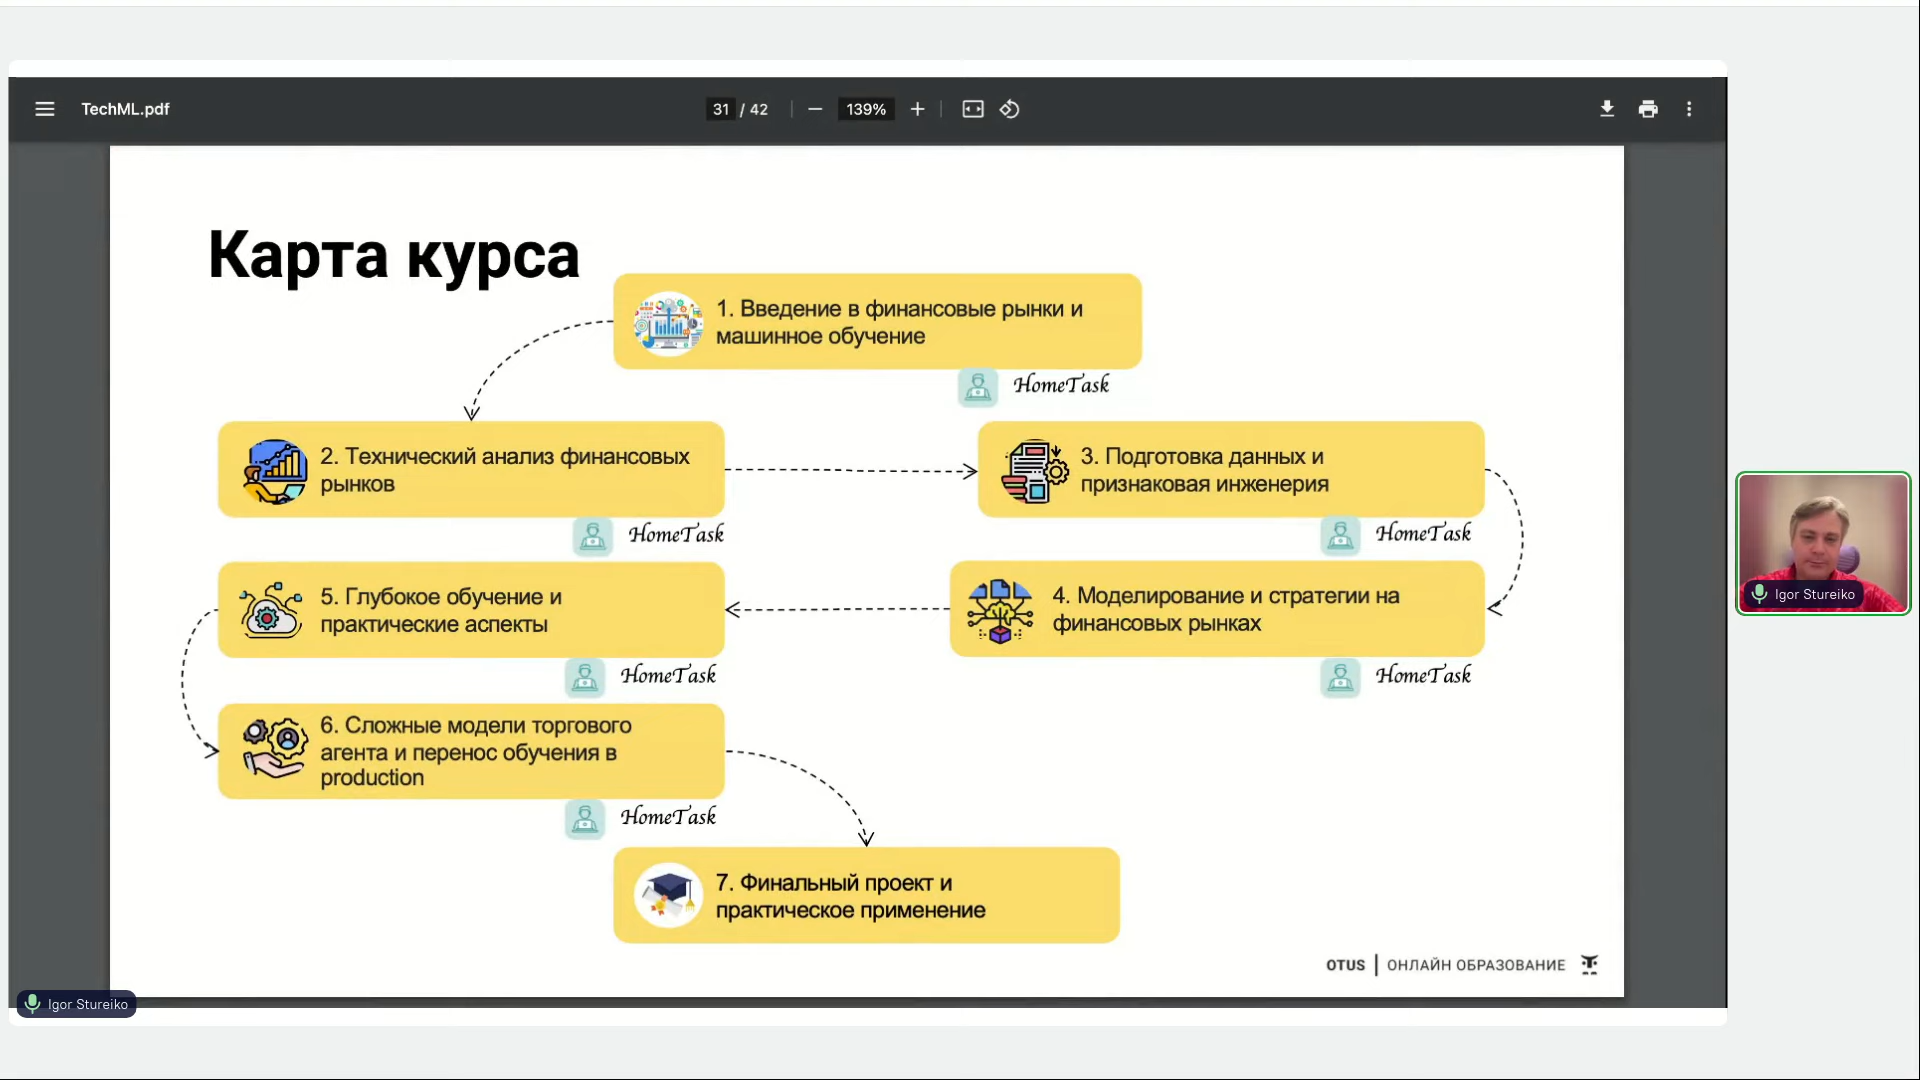 TechML.pdf
31 / 42
139%
Карта курса
1. Введение в финансовые рынки и
машинное обучение
HomeTask
2. Технический анализ финансовых
рынков
HomeTask
3. Подготовка данных и
признаковая инженерия
HomeTask
4. Моделирование и стратегии на
финансовых рынках
HomeTask
5. Глубокое обучение и
практические аспекты
HomeTask
6. Сложные модели торгового
агента и перенос обучения в
production
HomeTask
7. Финальный проект и
практическое применение
OTUS | ОНЛАЙН ОБРАЗОВАНИЕ
Igor Stureiko
Igor Stureiko